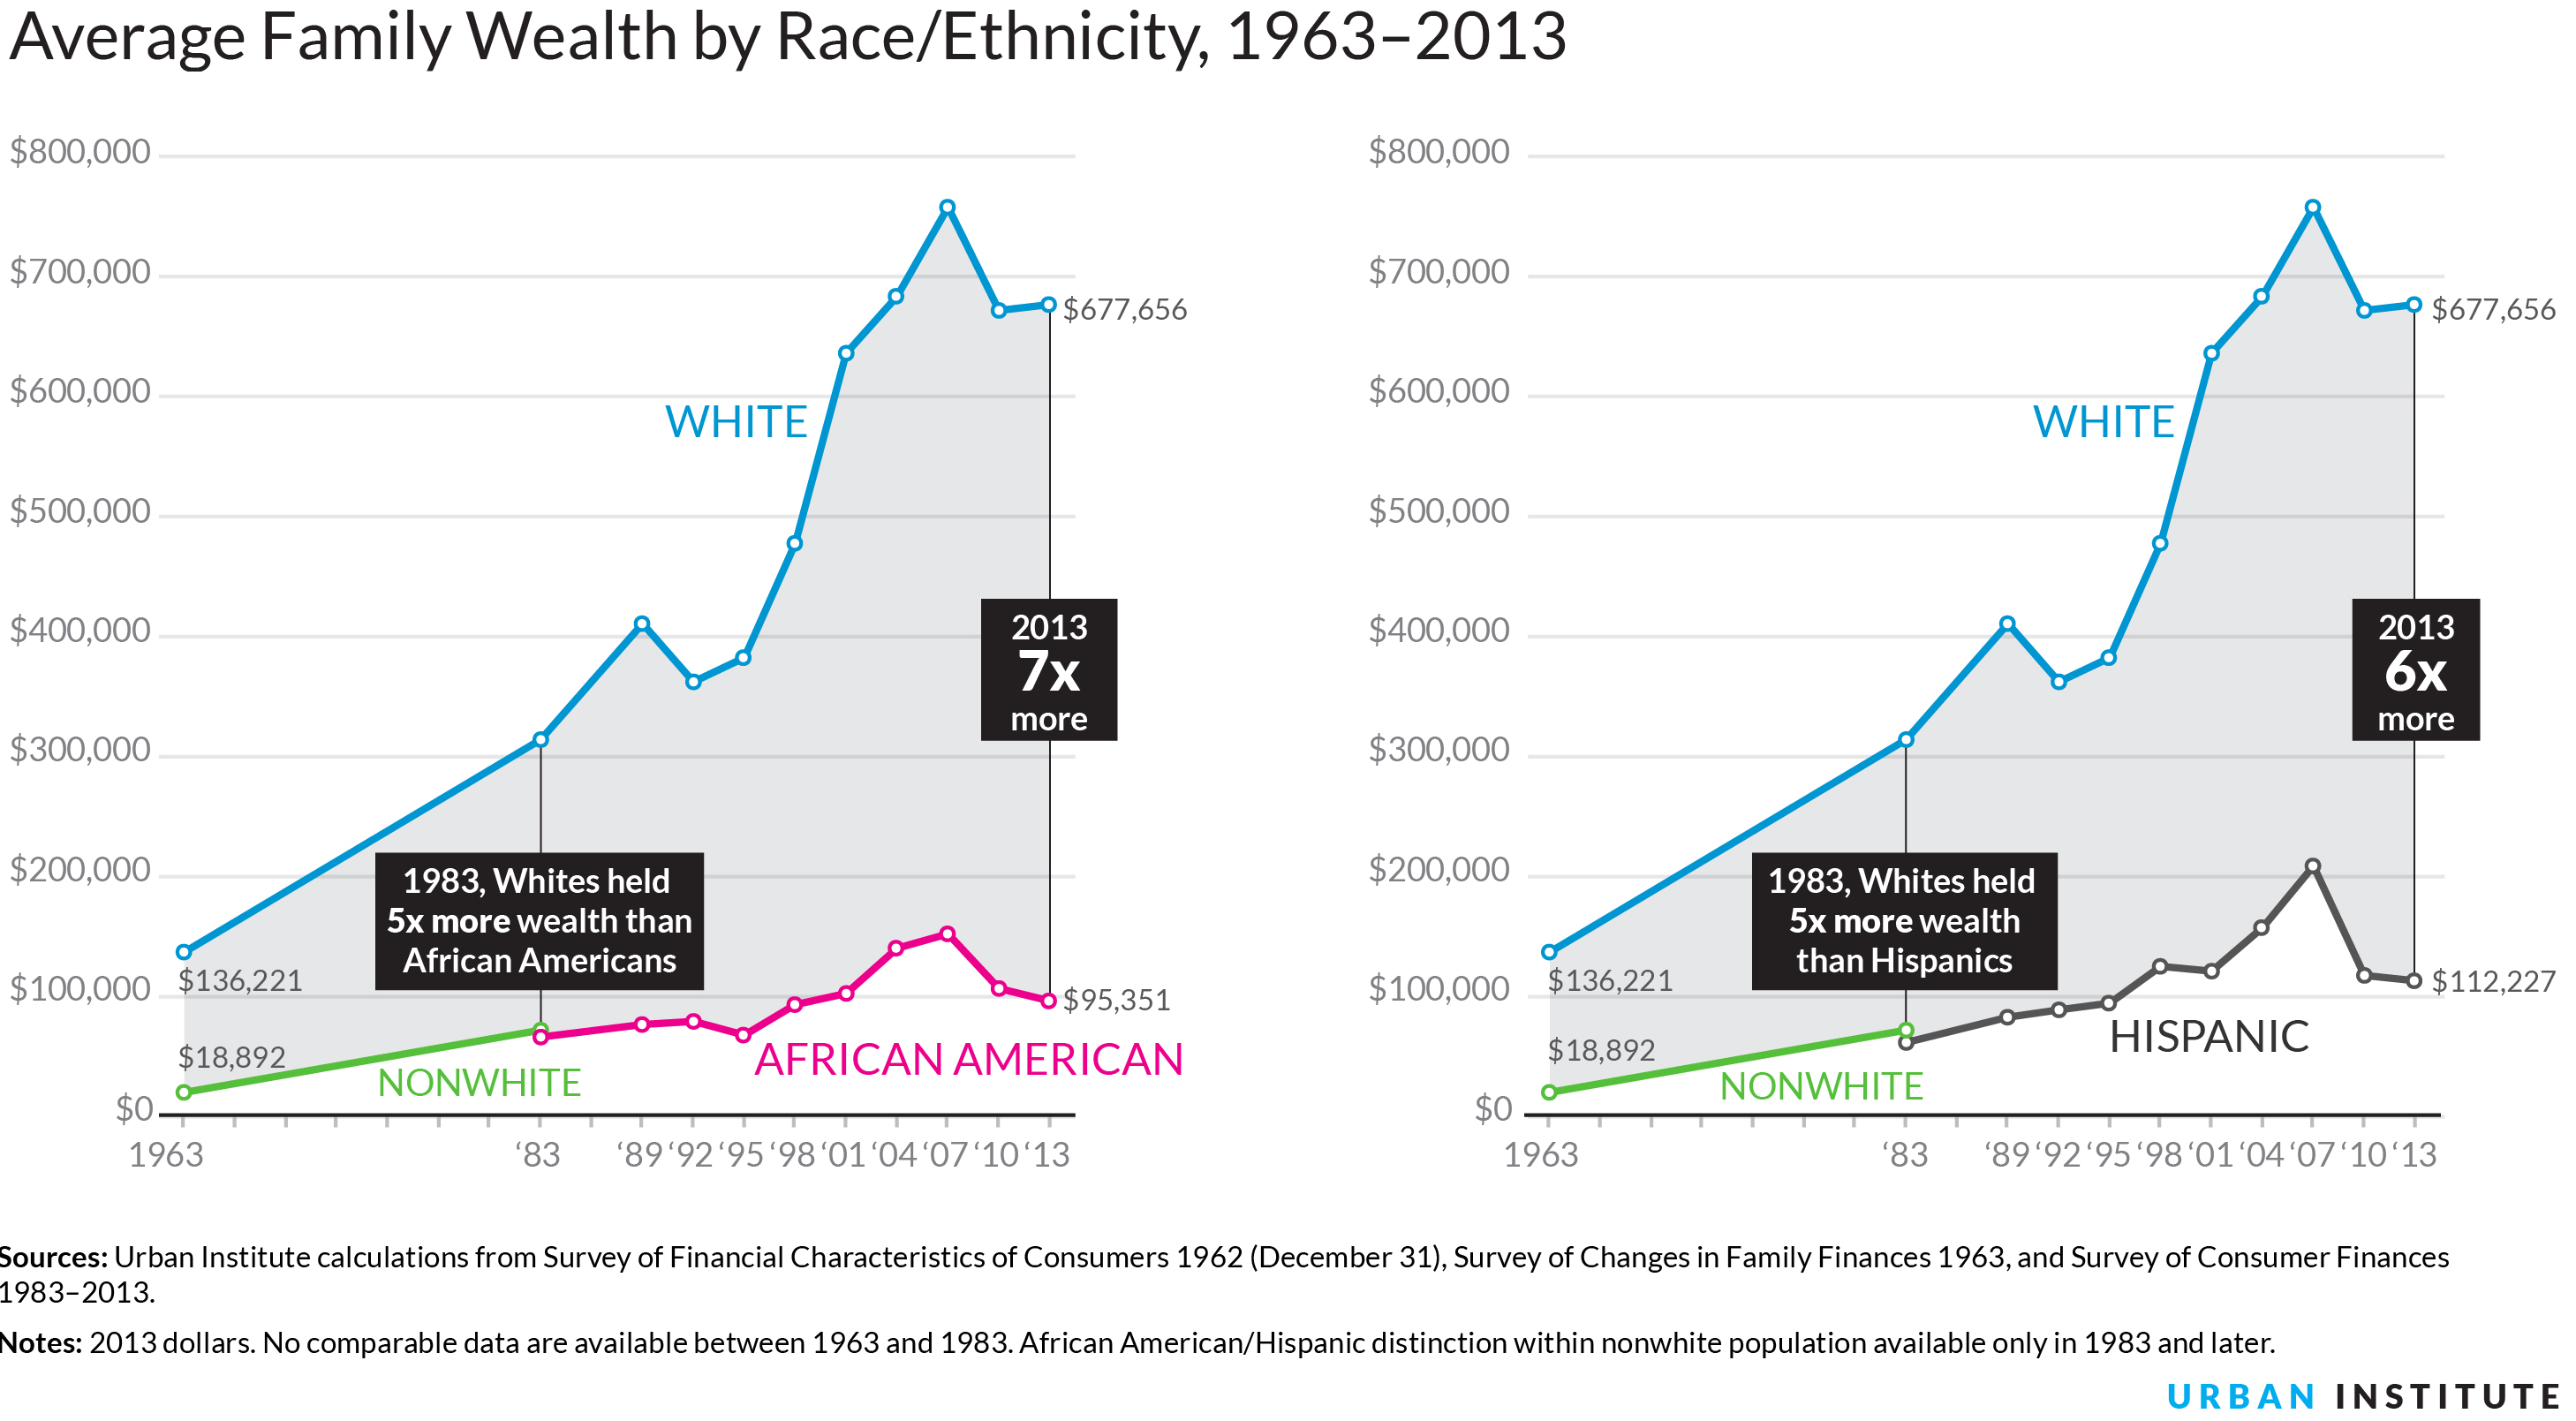 Average Family Wealth by Race/Ethnicity, 1963–2013
$800,000
$700,000
$600,000
$500,000
$400,000
$300,000
$200,000
$100,000
$0
WHITE
$677,656
2013
7x
more
1983, Whites held
5x more wealth than
African Americans
$136,221
$18,892
$95,351
AFRICAN AMERICAN
NONWHITE
1963 ‘83 ‘89 ‘92 ‘95 ‘98 ‘01 ‘04 ‘07 ‘10 ‘13
$800,000
$700,000
$600,000
$500,000
$400,000
$300,000
$200,000
$100,000
$0
WHITE
$677,656
2013
6x
more
1983, Whites held
5x more wealth
than Hispanics
$136,221
$18,892
$112,227
HISPANIC
NONWHITE
1963 ‘83 ‘89 ‘92 ‘95 ‘98 ‘01 ‘04 ‘07 ‘10 ‘13
Sources: Urban Institute calculations from Survey of Financial Characteristics of Consumers 1962 (December 31), Survey of Changes in Family Finances 1963, and Survey of Consumer Finances
1983–2013.
Notes: 2013 dollars. No comparable data are available between 1963 and 1983. African American/Hispanic distinction within nonwhite population available only in 1983 and later.
URBAN INSTITUTE